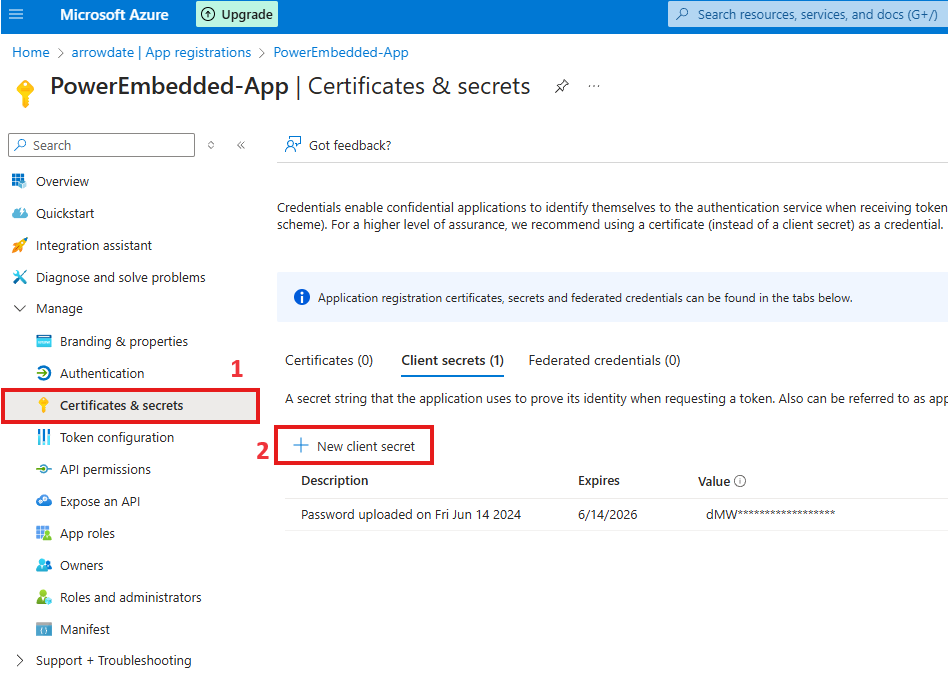 Microsoft Azure
Upgrade
Search resources, services, and docs (G+/)
Home > arrowdate | App registrations > PowerEmbedded-App
PowerEmbedded-App | Certificates & secrets
Search
Got feedback?
Overview
Quickstart
Integration assistant
Diagnose and solve problems
Manage
Branding & properties
Authentication
1
Certificates & secrets
Token configuration
API permissions
Expose an API
App roles
Owners
Roles and administrators
Manifest
Support + Troubleshooting
Credentials enable confidential applications to identify themselves to the authentication service when receiving token
scheme). For a higher level of assurance, we recommend using a certificate (instead of a client secret) as a credential.
Application registration certificates, secrets and federated credentials can be found in the tabs below.
Certificates (0) Client secrets (1) Federated credentials (0)
A secret string that the application uses to prove its identity when requesting a token. Also can be referred to as app
2
New client secret
Description Expires Value
Password uploaded on Fri Jun 14 2024 6/14/2026 dMW******************